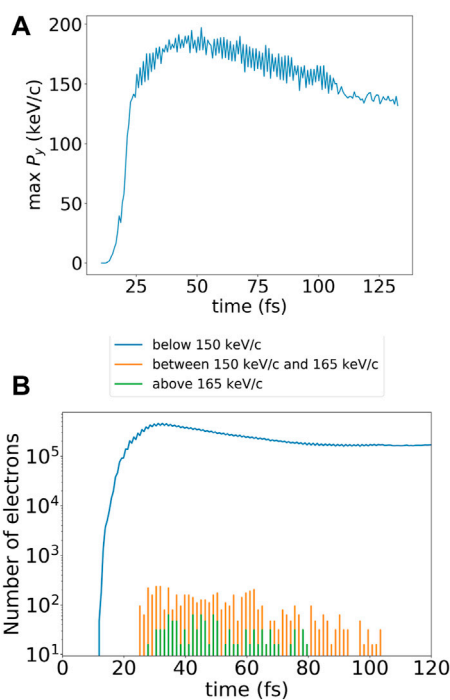 A
200
150
100
50
0
max Py (keV/c)
25 50 75 100 125
time (fs)
below 150 keV/c
between 150 keV/c and 165 keV/c
above 165 keV/c
B
10⁵
10⁴
10³
10²
10¹
Number of electrons
0 20 40 60 80 100 120
time (fs)